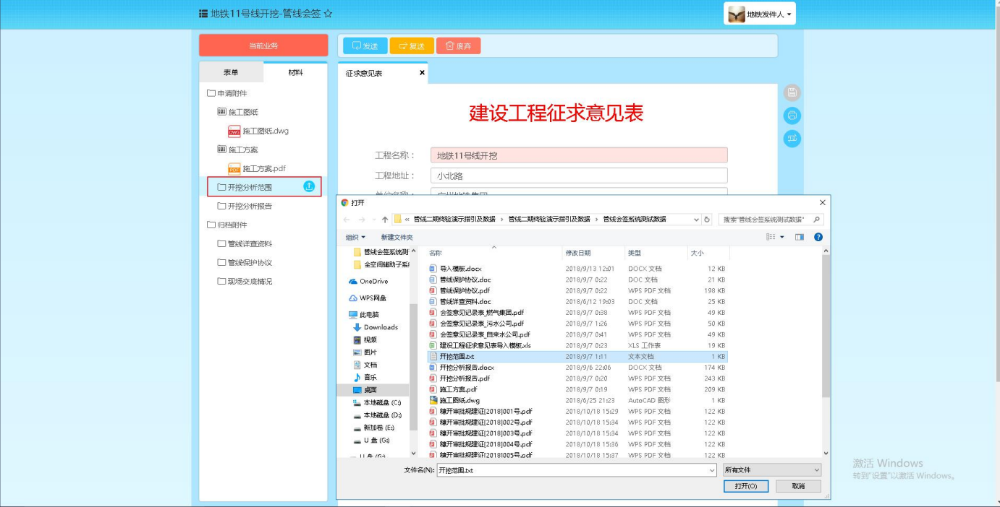 地铁11号线开挖-管线会签 ☆
地铁发件人
当前业务
发送
复送
废弃
表单
材料
征求意见表
×
申请附件
施工图纸
DWG 施工图纸.dwg
施工方案
PDF 施工方案.pdf
开挖分析范围
开挖分析报告
归档附件
管线详查资料
管线保护协议
现场交底情况
建设工程征求意见表
工程名称：
地铁11号线开挖
工程地址：
小北路
打开
« 管线二期终验演示指引及数据 › 管线二期终验演示指引及数据 › 管线会签系统测试数据
搜索"管线会签系统测试数据"
组织
新建文件夹
管线会签系统测
全空间辅助子系
OneDrive
WPS网盘
此电脑
Downloads
视频
图片
文档
音乐
桌面
本地磁盘 (C:)
本地磁盘 (D:)
新加卷 (E:)
U 盘 (G:)
U 盘 (G:)
名称 修改日期 类型 大小
导入模板.docx 2018/9/13 12:01 DOCX 文档 12 KB
管线保护协议.doc 2018/9/7 0:22 DOC 文档 21 KB
管线保护协议.pdf 2018/9/7 0:22 WPS PDF 文档 198 KB
管线详查资料.doc 2018/6/12 19:03 DOC 文档 25 KB
会签意见记录表_燃气集团.pdf 2018/9/7 0:38 WPS PDF 文档 49 KB
会签意见记录表_污水公司.pdf 2018/9/7 1:26 WPS PDF 文档 50 KB
会签意见记录表_自来水公司.pdf 2018/9/7 0:41 WPS PDF 文档 49 KB
建设工程征求意见表导入模板.xls 2018/9/7 0:23 XLS 工作表 19 KB
开挖范围.txt 2018/9/7 1:11 文本文档 1 KB
开挖分析报告.docx 2018/9/6 22:06 DOCX 文档 174 KB
开挖分析报告.pdf 2018/9/7 0:20 WPS PDF 文档 243 KB
施工方案.pdf 2018/9/7 0:19 WPS PDF 文档 209 KB
施工图纸.dwg 2018/6/25 21:23 AutoCAD 图形 1 KB
穗开审批规建证[2018]001号.pdf 2018/10/18 15:29 WPS PDF 文档 122 KB
穗开审批规建证[2018]002号.pdf 2018/10/18 15:34 WPS PDF 文档 122 KB
穗开审批规建证[2018]003号.pdf 2018/10/18 15:34 WPS PDF 文档 122 KB
穗开审批规建证[2018]004号.pdf 2018/10/18 15:36 WPS PDF 文档 122 KB
穗开审批规建证[2018]005号.pdf 2018/10/18 15:37 WPS PDF 文档 122 KB
文件名(N): 开挖范围.txt
所有文件
打开(O)
取消
激活 Windows
转到"设置"以激活 Windows。